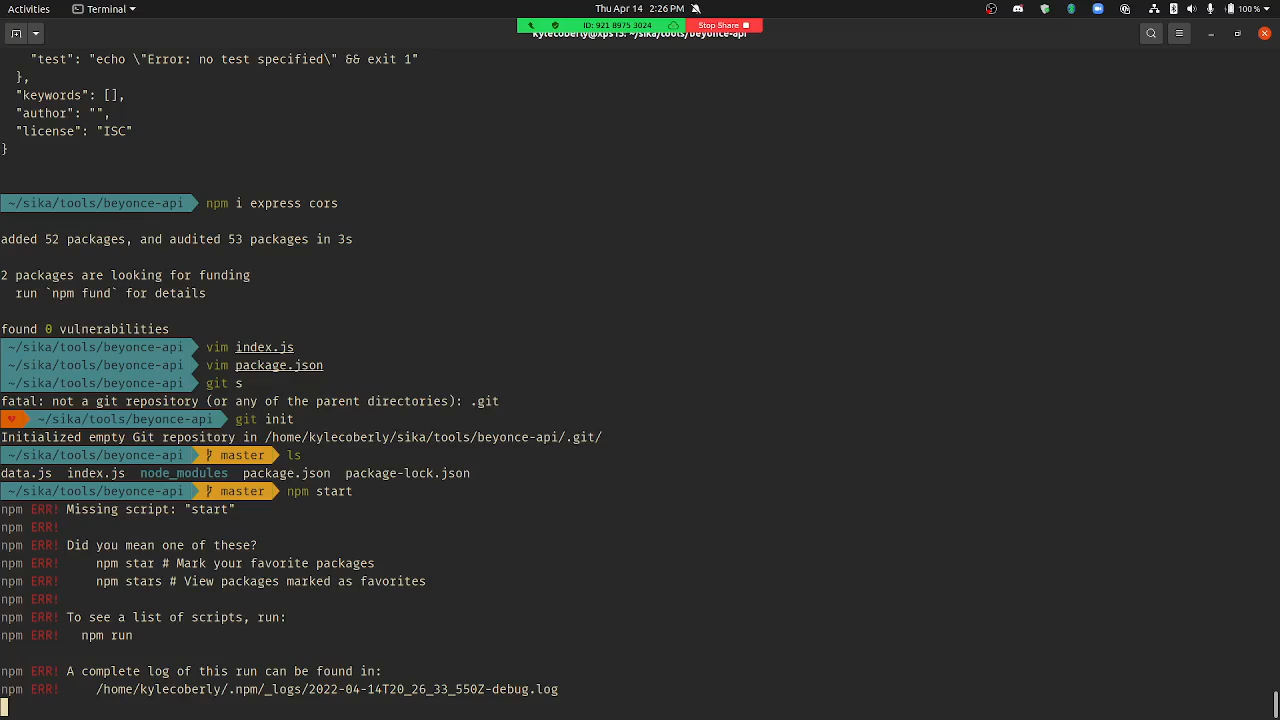 Activities
Terminal
Thu Apr 14 2:26 PM
100 %
ID: 921 8975 3024
Stop Share
kylecoberly@xps15: ~/sika/tools/beyonce-api
"test": "echo \"Error: no test specified\" && exit 1"
},
"keywords": [],
"author": "",
"license": "ISC"
}
~/sika/tools/beyonce-api npm i express cors
added 52 packages, and audited 53 packages in 3s
2 packages are looking for funding
run `npm fund` for details
found 0 vulnerabilities
~/sika/tools/beyonce-api vim index.js
~/sika/tools/beyonce-api vim package.json
~/sika/tools/beyonce-api git s
fatal: not a git repository (or any of the parent directories): .git
~/sika/tools/beyonce-api git init
Initialized empty Git repository in /home/kylecoberly/sika/tools/beyonce-api/.git/
~/sika/tools/beyonce-api master ls
data.js index.js node_modules package.json package-lock.json
~/sika/tools/beyonce-api master npm start
npm ERR! Missing script: "start"
npm ERR!
npm ERR! Did you mean one of these?
npm ERR! npm star # Mark your favorite packages
npm ERR! npm stars # View packages marked as favorites
npm ERR!
npm ERR! To see a list of scripts, run:
npm ERR! npm run
npm ERR! A complete log of this run can be found in:
npm ERR! /home/kylecoberly/.npm/_logs/2022-04-14T20_26_33_550Z-debug.log